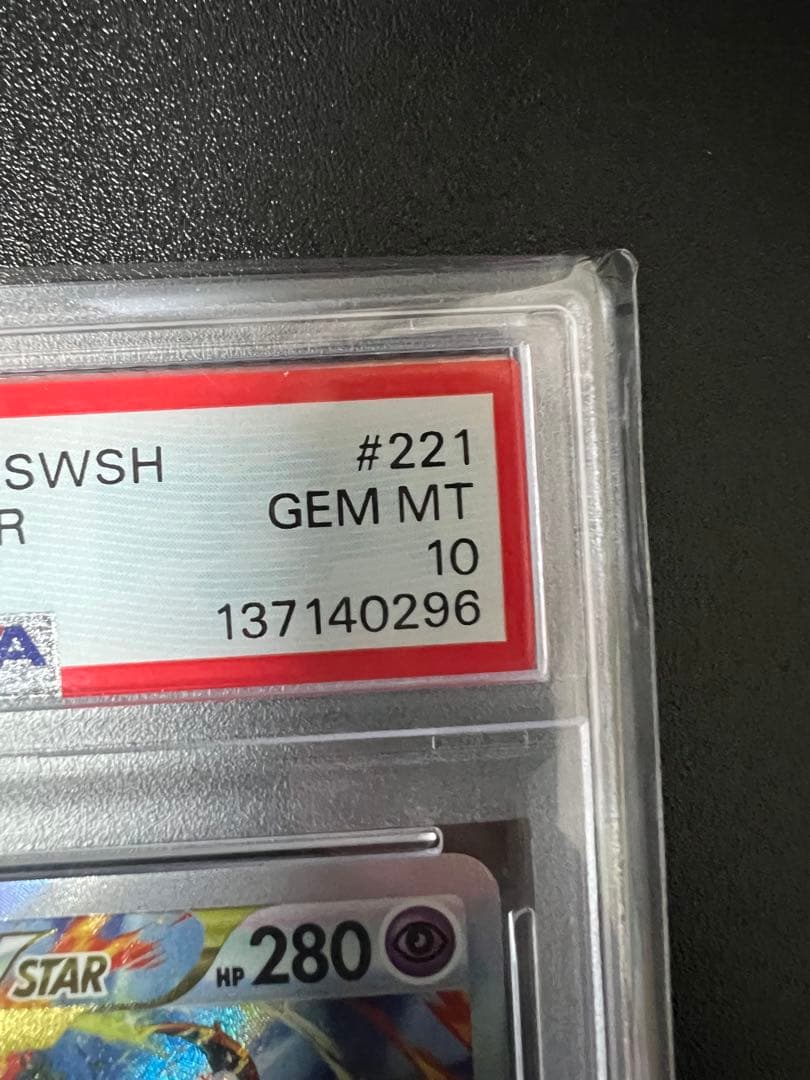 SWSH #221
R GEM MT
10
137140296
A
STAR HP 280